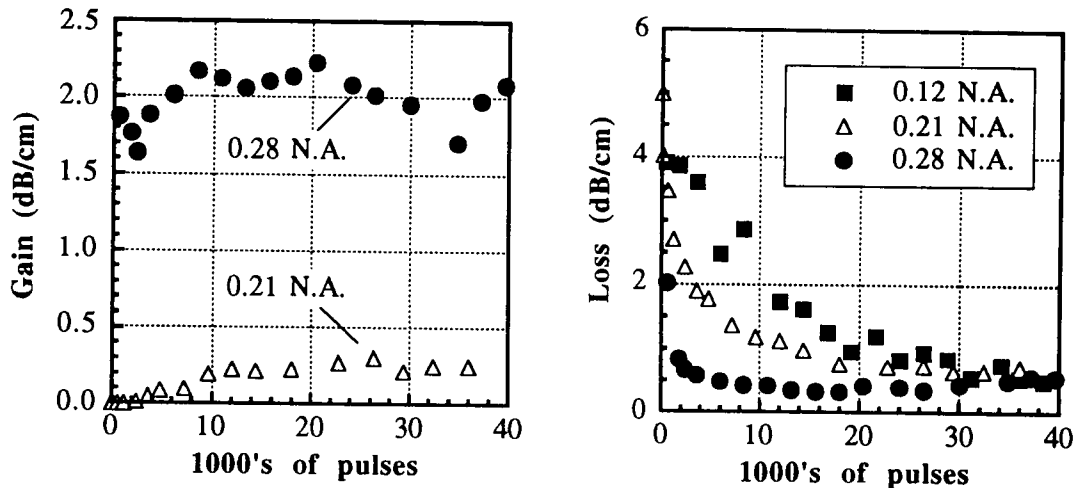 2.5
2.0
1.5
1.0
0.5
0.0
Gain (dB/cm)
0.28 N.A.
0.21 N.A.
0 10 20 30 40
1000's of pulses
6
4
2
0
Loss (dB/cm)
0.12 N.A.
0.21 N.A.
0.28 N.A.
0 10 20 30 40
1000's of pulses